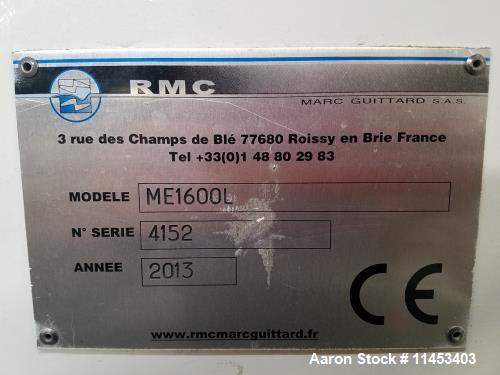 RMC
MARC GUITTARD S.A.S.
3 rue des Champs de Blé 77680 Roissy en Brie France
Tel +33(0)1 48 80 29 83
MODELE ME1600L
N° SERIE 4152
ANNEE 2013
CE
www.rmcmarcguittard.fr
Aaron Stock # 11453403